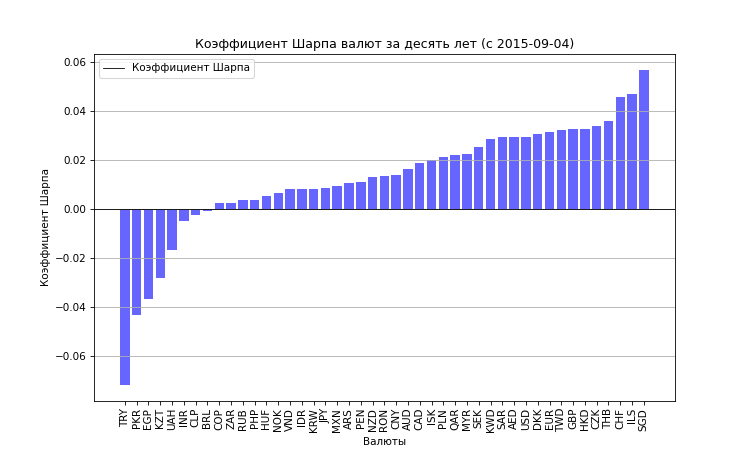 Коэффициент Шарпа валют за десять лет (с 2015-09-04)
Коэффициент Шарпа
0.06
0.04
0.02
0.00
−0.02
−0.04
−0.06
Коэффициент Шарпа
TRY PKR EGP KZT UAH INR CLP BRL COP ZAR RUB PHP HUF NOK VND IDR KRW JPY MXN ARS PEN NZD RON CNY AUD CAD ISK PLN QAR MYR SEK KWD SAR AED USD DKK EUR TWD GBP HKD CZK THB CHF ILS SGD
Валюты